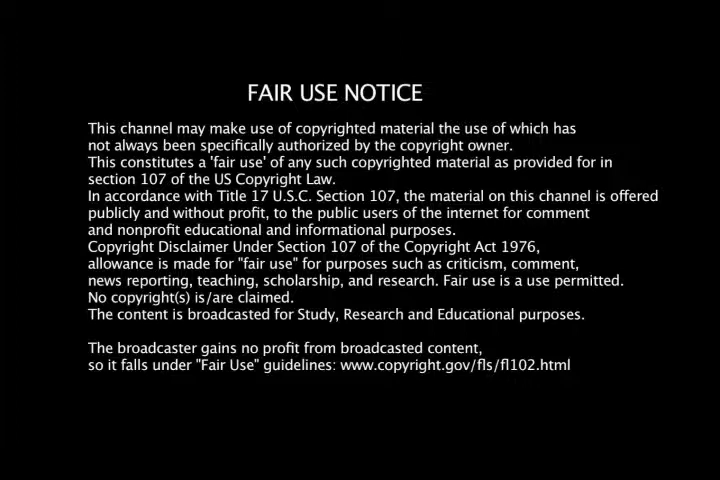 FAIR USE NOTICE
This channel may make use of copyrighted material the use of which has
not always been specifically authorized by the copyright owner.
This constitutes a 'fair use' of any such copyrighted material as provided for in
section 107 of the US Copyright Law.
In accordance with Title 17 U.S.C. Section 107, the material on this channel is offered
publicly and without profit, to the public users of the internet for comment
and nonprofit educational and informational purposes.
Copyright Disclaimer Under Section 107 of the Copyright Act 1976,
allowance is made for "fair use" for purposes such as criticism, comment,
news reporting, teaching, scholarship, and research. Fair use is a use permitted.
No copyright(s) is/are claimed.
The content is broadcasted for Study, Research and Educational purposes.
The broadcaster gains no profit from broadcasted content,
so it falls under "Fair Use" guidelines: www.copyright.gov/fls/fl102.html